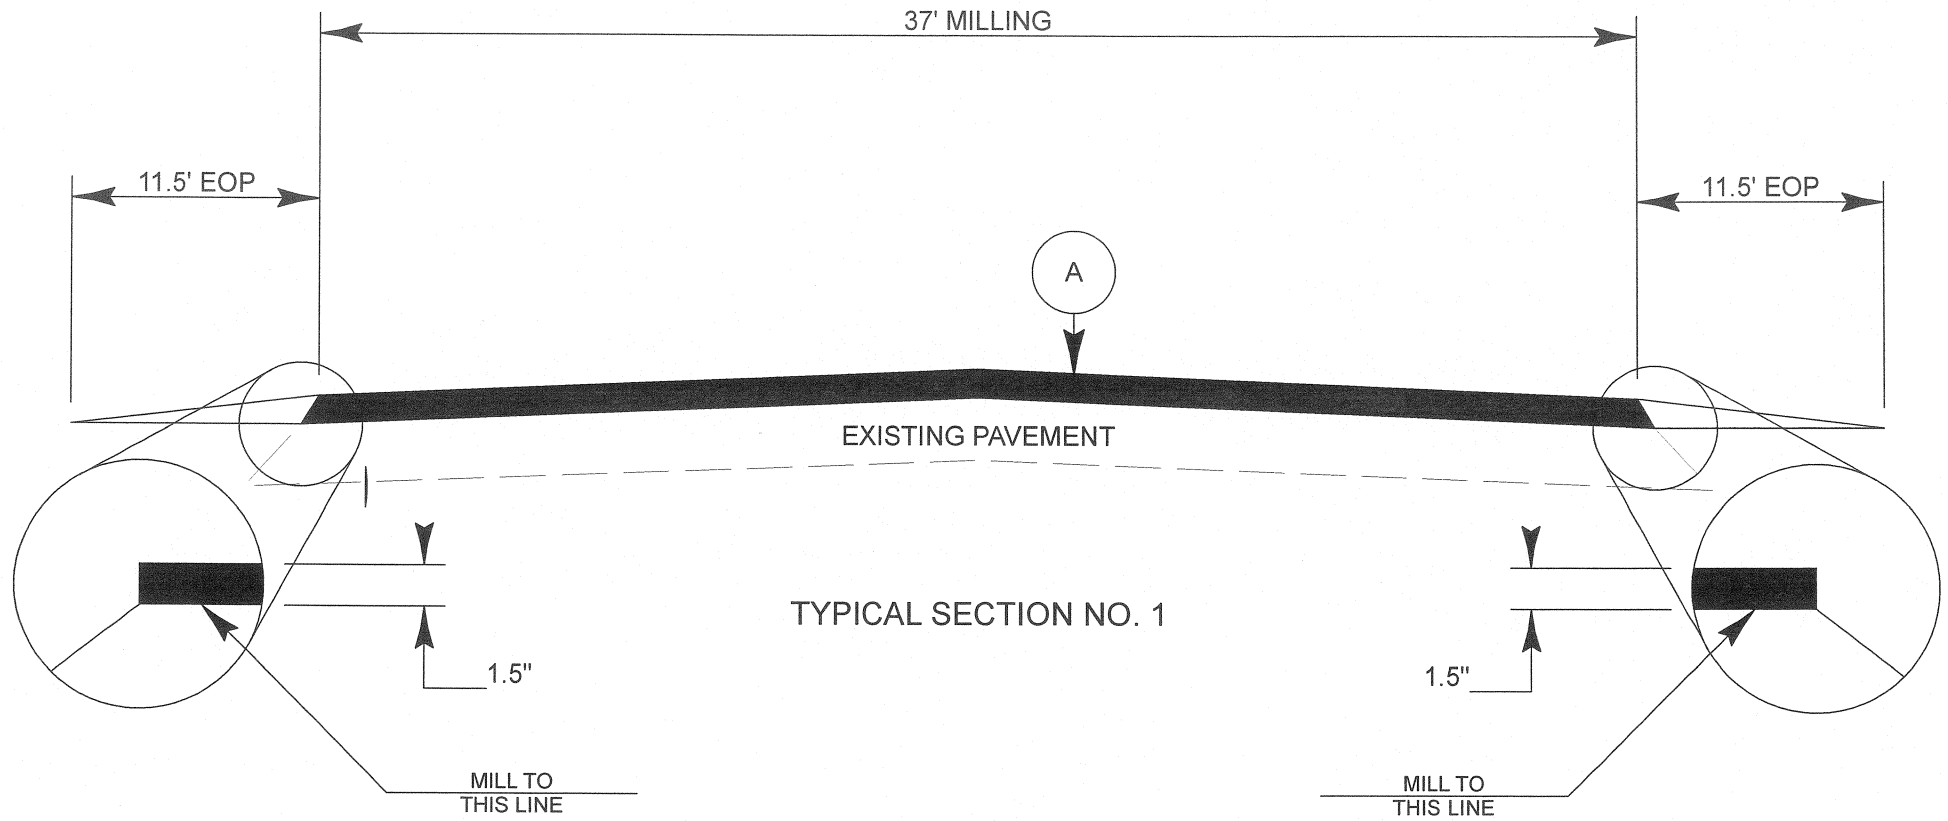 37' MILLING
11.5' EOP
11.5' EOP
A
EXISTING PAVEMENT
TYPICAL SECTION NO. 1
1.5"
1.5"
MILL TO
THIS LINE
MILL TO
THIS LINE